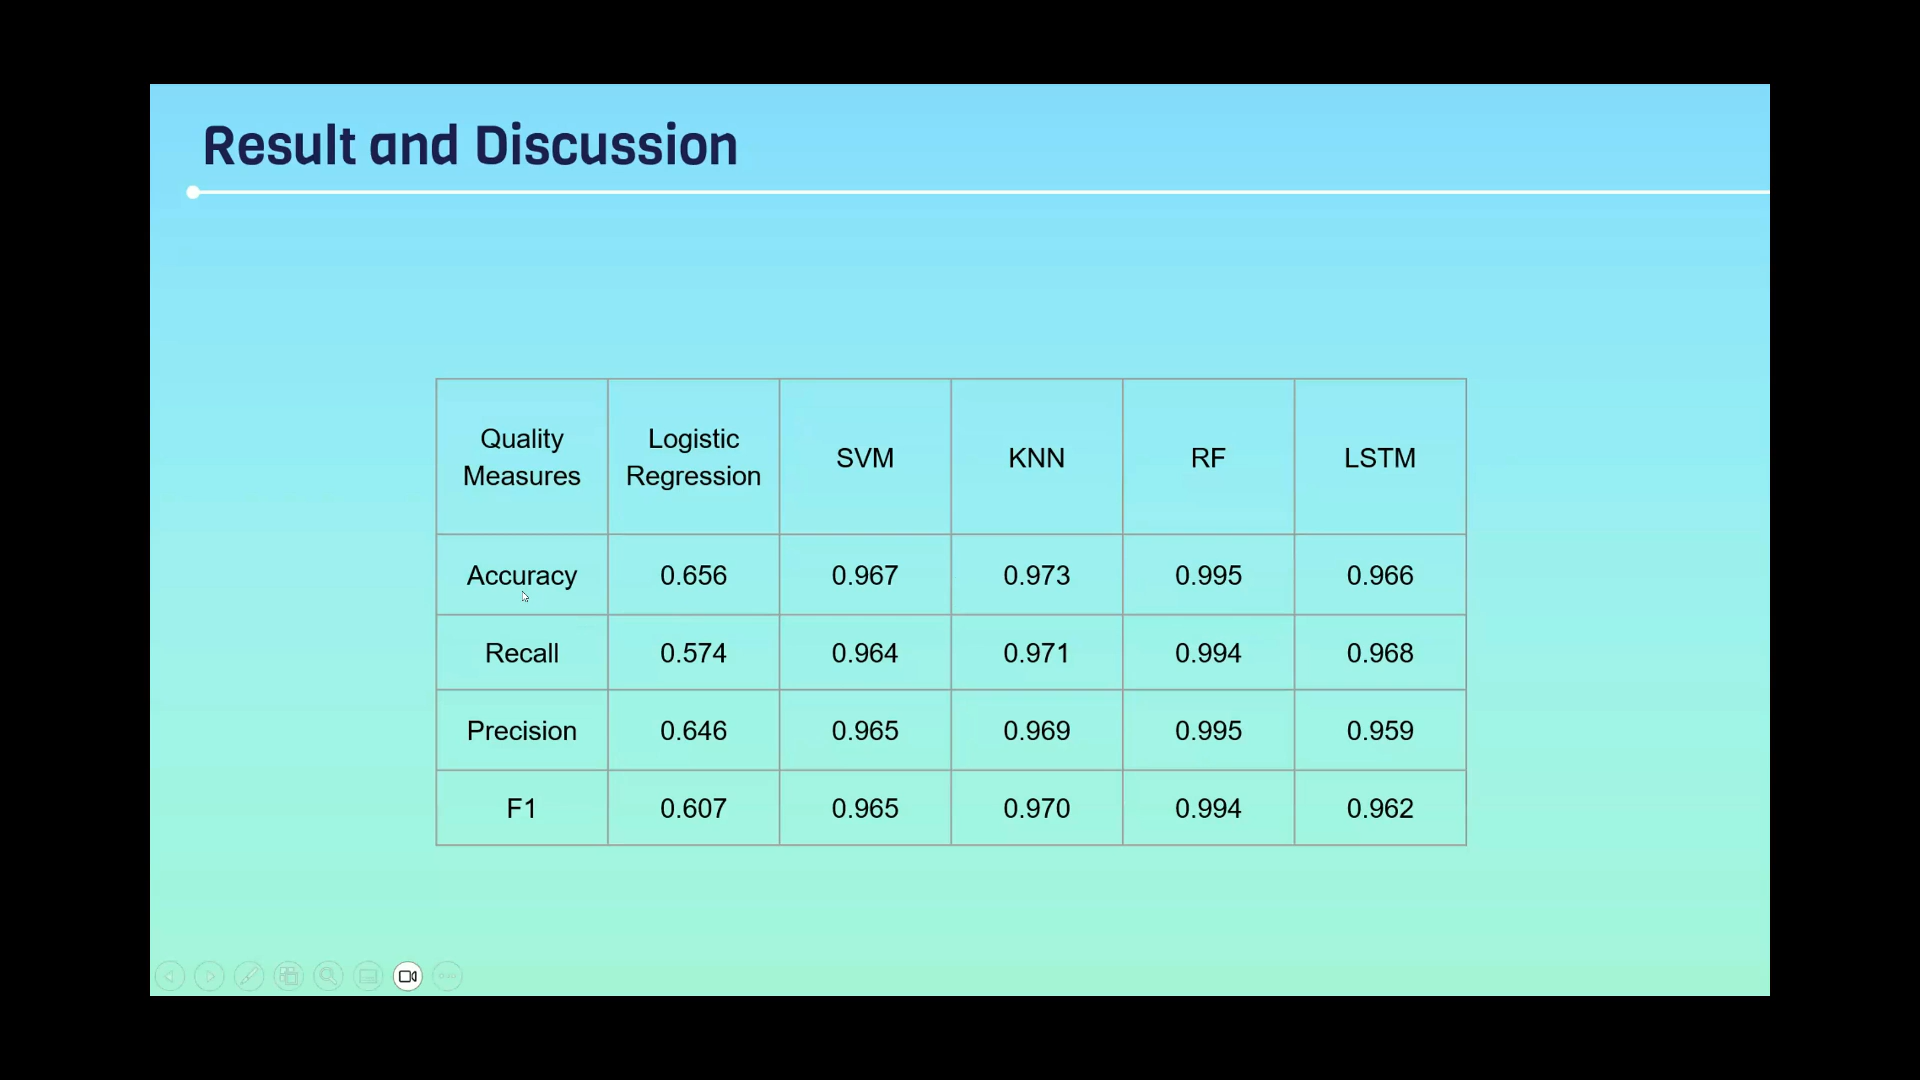 Result and Discussion
Quality Measures Logistic Regression SVM KNN RF LSTM
Accuracy 0.656 0.967 0.973 0.995 0.966
Recall 0.574 0.964 0.971 0.994 0.968
Precision 0.646 0.965 0.969 0.995 0.959
F1 0.607 0.965 0.970 0.994 0.962